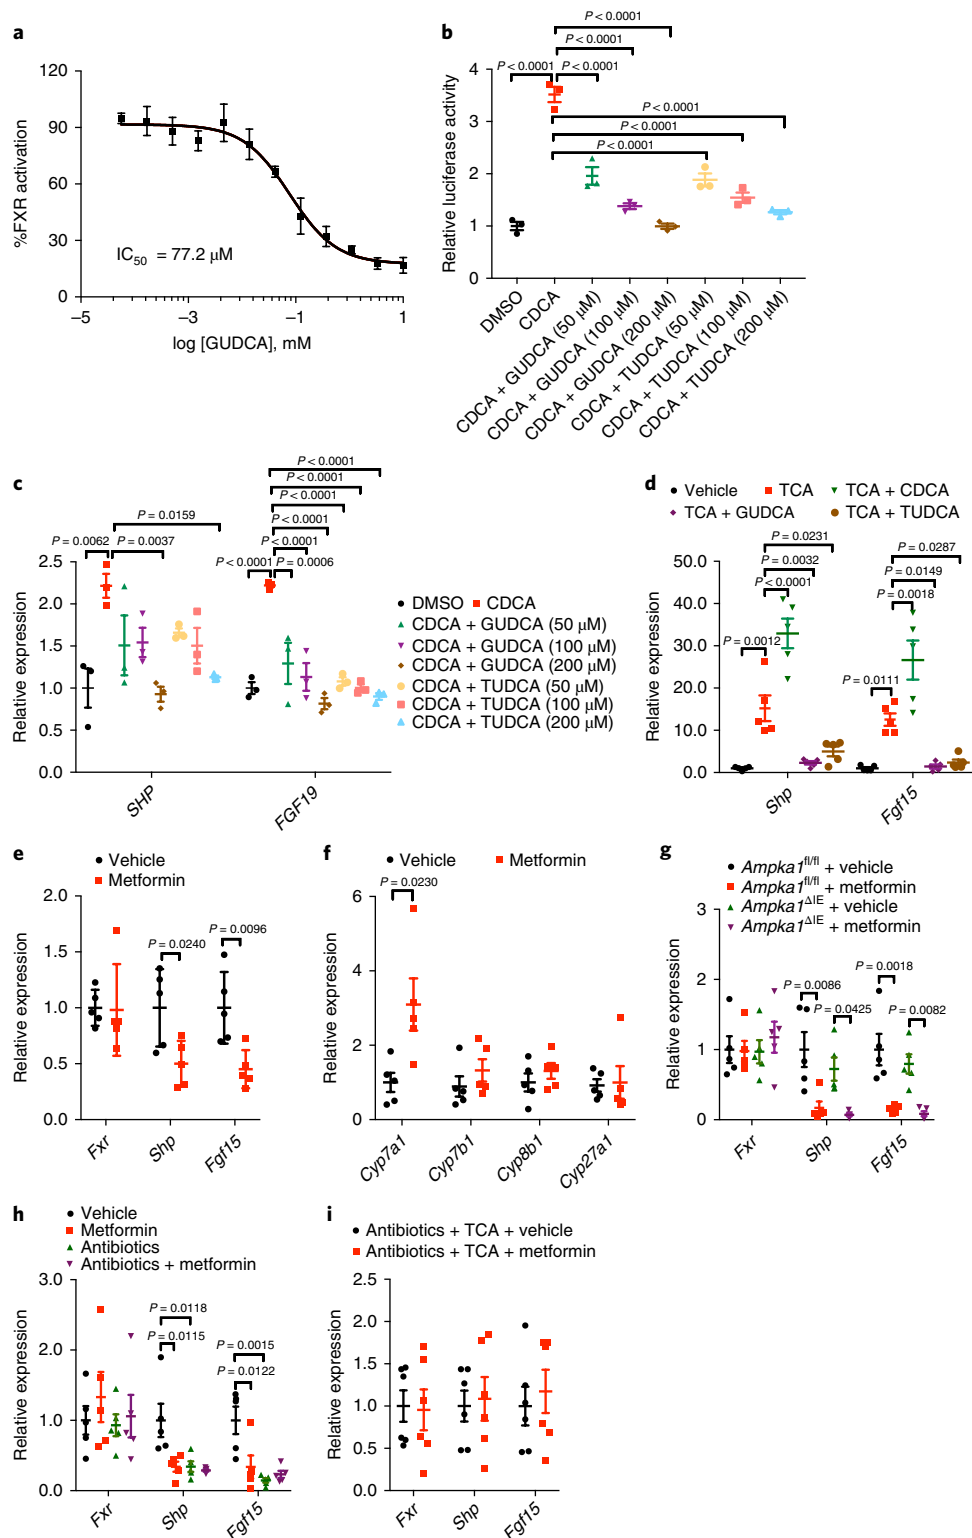 a
%FXR activation
120
90
60
30
0
IC50 = 77.2 μM
–5
–3
–1
1
log [GUDCA], mM
b
P < 0.0001
P < 0.0001
P < 0.0001 P < 0.0001
P < 0.0001
P < 0.0001
P < 0.0001
Relative luciferase activity
4
3
2
1
0
DMSO
CDCA
CDCA + GUDCA (50 μM)
CDCA + GUDCA (100 μM)
CDCA + GUDCA (200 μM)
CDCA + TUDCA (50 μM)
CDCA + TUDCA (100 μM)
CDCA + TUDCA (200 μM)
c
P < 0.0001
P < 0.0001
P < 0.0001
P < 0.0001
P < 0.0001
P < 0.0001 P = 0.0006
P = 0.0159
P = 0.0062 P = 0.0037
Relative expression
2.5
2.0
1.5
1.0
0.5
0.0
SHP
FGF19
DMSO CDCA
CDCA + GUDCA (50 μM)
CDCA + GUDCA (100 μM)
CDCA + GUDCA (200 μM)
CDCA + TUDCA (50 μM)
CDCA + TUDCA (100 μM)
CDCA + TUDCA (200 μM)
d
Vehicle TCA TCA + CDCA
TCA + GUDCA TCA + TUDCA
P = 0.0231
P = 0.0032
P < 0.0001
P = 0.0012
P = 0.0287
P = 0.0149
P = 0.0018
P = 0.0111
Relative expression
50.0
40.0
30.0
20.0
10.0
0.0
Shp
Fgf15
e
Vehicle
Metformin
P = 0.0096
P = 0.0240
Relative expression
2.0
1.5
1.0
0.5
0.0
Fxr
Shp
Fgf15
f
Vehicle Metformin
P = 0.0230
Relative expression
6
4
2
0
Cyp7a1
Cyp7b1
Cyp8b1
Cyp27a1
g
Ampka1fl/fl + vehicle
Ampka1fl/fl + metformin
Ampka1ΔIE + vehicle
Ampka1ΔIE + metformin
P = 0.0018
P = 0.0086
P = 0.0425
P = 0.0082
Relative expression
3
2
1
0
Fxr
Shp
Fgf15
h
Vehicle
Metformin
Antibiotics
Antibiotics + metformin
P = 0.0118
P = 0.0115
P = 0.0015
P = 0.0122
Relative expression
3.0
2.0
1.0
0.0
Fxr
Shp
Fgf15
i
Antibiotics + TCA + vehicle
Antibiotics + TCA + metformin
Relative expression
2.5
2.0
1.5
1.0
0.5
0.0
Fxr
Shp
Fgf15